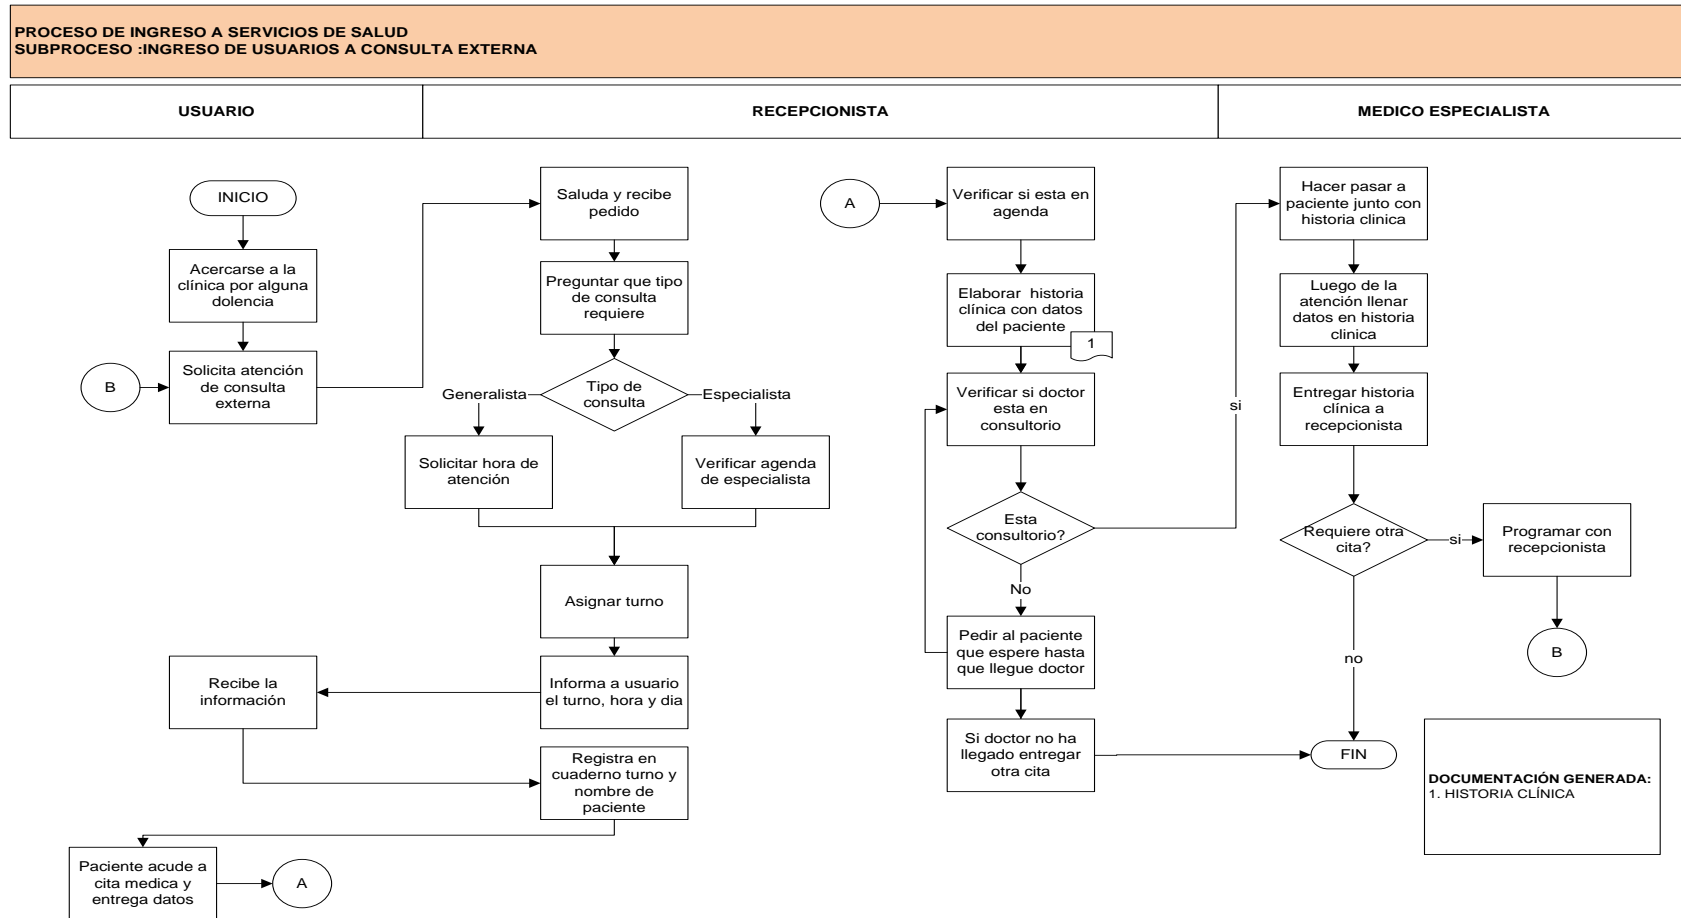 PROCESO DE INGRESO A SERVICIOS DE SALUD
SUBPROCESO :INGRESO DE USUARIOS A CONSULTA EXTERNA
USUARIO
RECEPCIONISTA
MEDICO ESPECIALISTA
INICIO
Acercarse a la
clínica por alguna
dolencia
B
Solicita atención
de consulta
externa
Saluda y recibe
pedido
Preguntar que tipo
de consulta
requiere
Tipo de
consulta
Generalista
Especialista
Solicitar hora de
atención
Verificar agenda
de especialista
Asignar turno
Informa a usuario
el turno, hora y dia
Recibe la
información
Registra en
cuaderno turno y
nombre de
paciente
Paciente acude a
cita medica y
entrega datos
A
A
Verificar si esta en
agenda
Elaborar historia
clínica con datos
del paciente
1
Verificar si doctor
esta en
consultorio
Esta
consultorio?
si
No
Pedir al paciente
que espere hasta
que llegue doctor
Si doctor no ha
llegado entregar
otra cita
Hacer pasar a
paciente junto con
historia clinica
Luego de la
atención llenar
datos en historia
clinica
Entregar historia
clínica a
recepcionista
Requiere otra
cita?
si
Programar con
recepcionista
B
no
FIN
DOCUMENTACIÓN GENERADA:
1. HISTORIA CLÍNICA